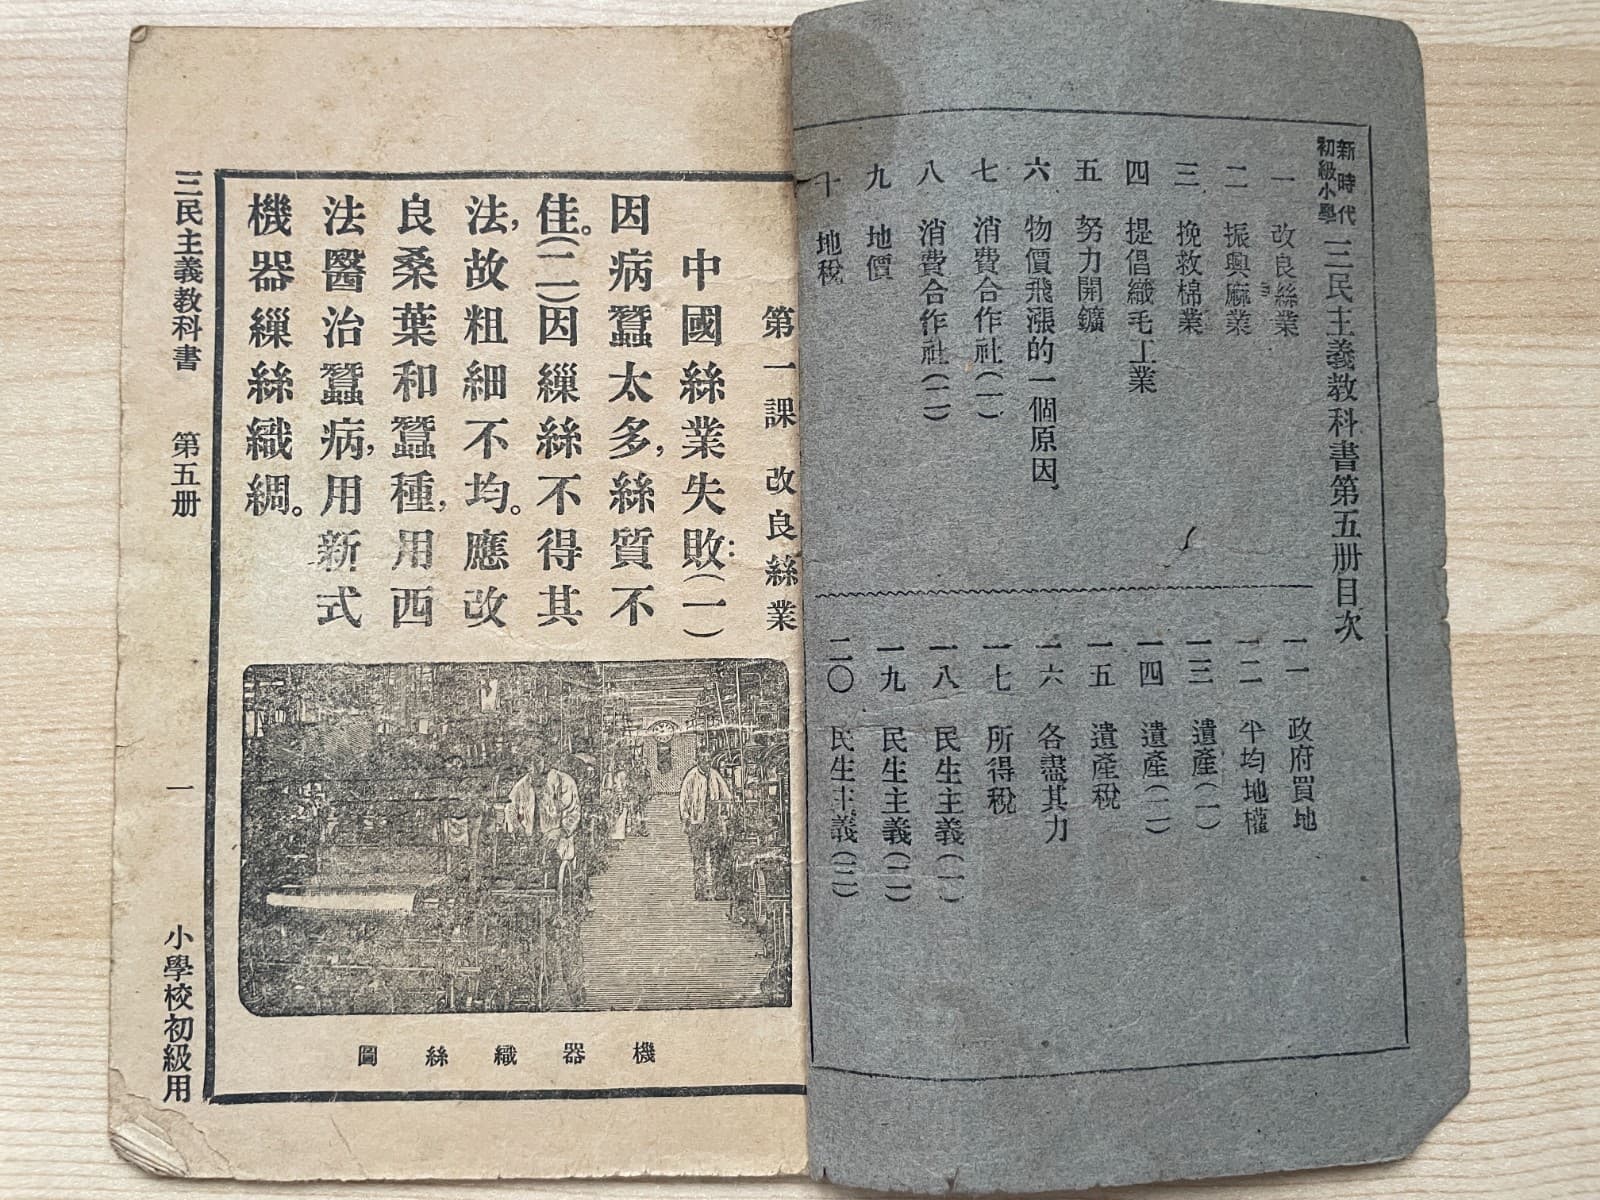 新時代
初級小學
三民主義教科書第五册目次
一 改良絲業
二 振興麻業
三 挽救棉業
四 提倡織毛工業
五 努力開鑛
六 物價飛漲的一個原因
七 消費合作社(一)
八 消費合作社(二)
九 地價
十 地稅
一一 政府買地
一二 平均地權
一三 遺產(一)
一四 遺產(二)
一五 遺產稅
一六 各盡其力
一七 所得稅
一八 民生主義(一)
一九 民生主義(二)
二〇 民生主義(三)
第一課 改良絲業
中國絲業失敗：(一)
因病蠶太多，絲質不
佳。(二)因繅絲不得其
法，故粗細不均。應改
良桑葉和蠶種，用西
法醫治蠶病，用新式
機器繅絲織綢。
機器織絲圖
三民主義教科書 第五册 一 小學校初級用